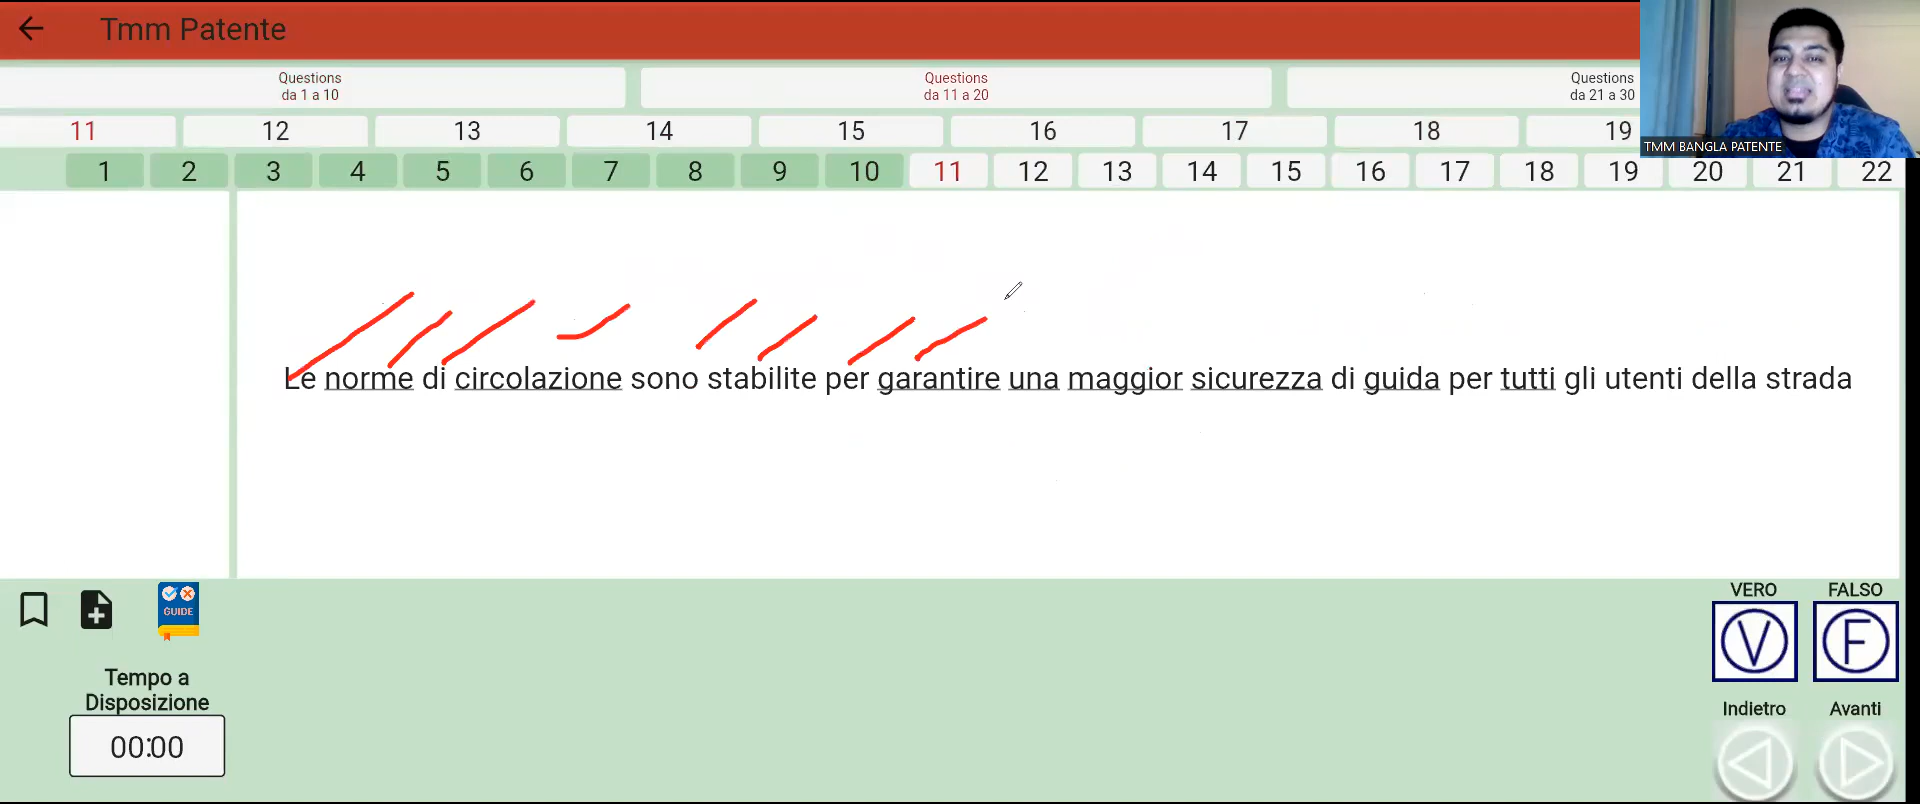 Tmm Patente
Questions
da 1 a 10
Questions
da 11 a 20
Questions
da 21 a 30
11 12 13 14 15 16 17 18 19
TMM BANGLA PATENTE
1 2 3 4 5 6 7 8 9 10 11 12 13 14 15 16 17 18 19 20 21 22
Le norme di circolazione sono stabilite per garantire una maggior sicurezza di guida per tutti gli utenti della strada
GUIDE
VERO FALSO
V F
Tempo a
Disposizione
00:00
Indietro Avanti